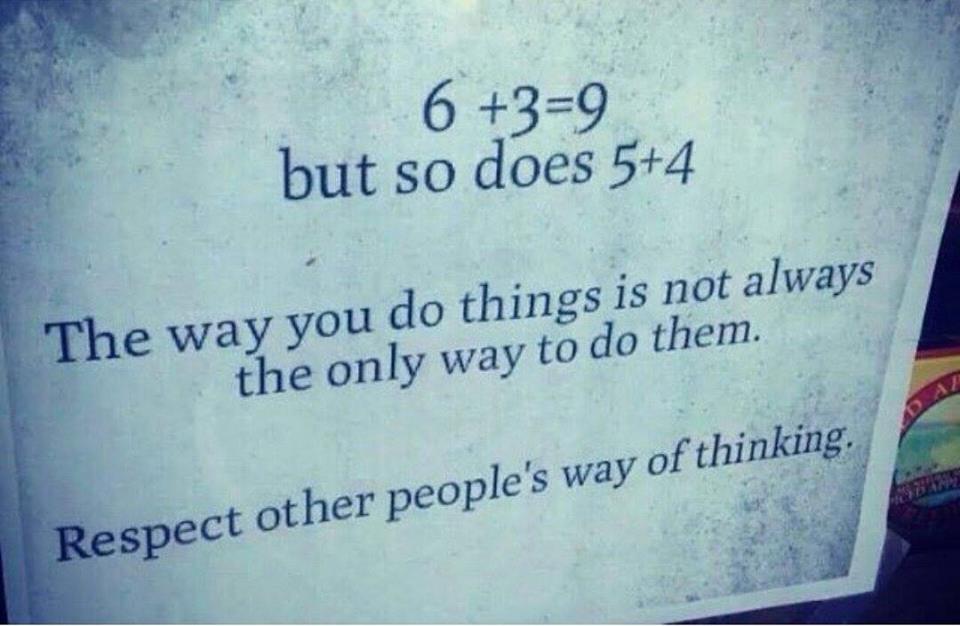 6 +3=9
but so does 5+4
The way you do things is not always
the only way to do them.
Respect other people's way of thinking.